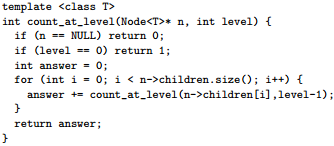 template <class T>
int count_at_level(Node<T>* n, int level) {
  if (n == NULL) return 0;
  if (level == 0) return 1;
  int answer = 0;
  for (int i = 0; i < n->children.size(); i++) {
    answer += count_at_level(n->children[i],level-1);
  }
  return answer;
}